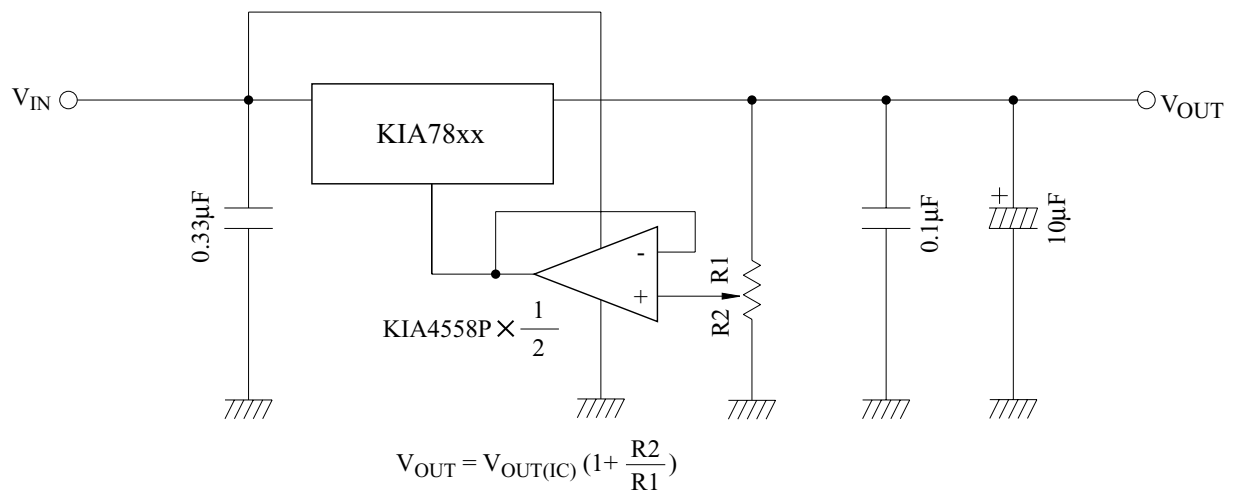 V_IN
KIA78xx
V_OUT
0.33μF
-
+
R1
R2
0.1μF
+
10μF
KIA4558P × 1/2
V_OUT = V_OUT(IC) (1+ R2/R1)